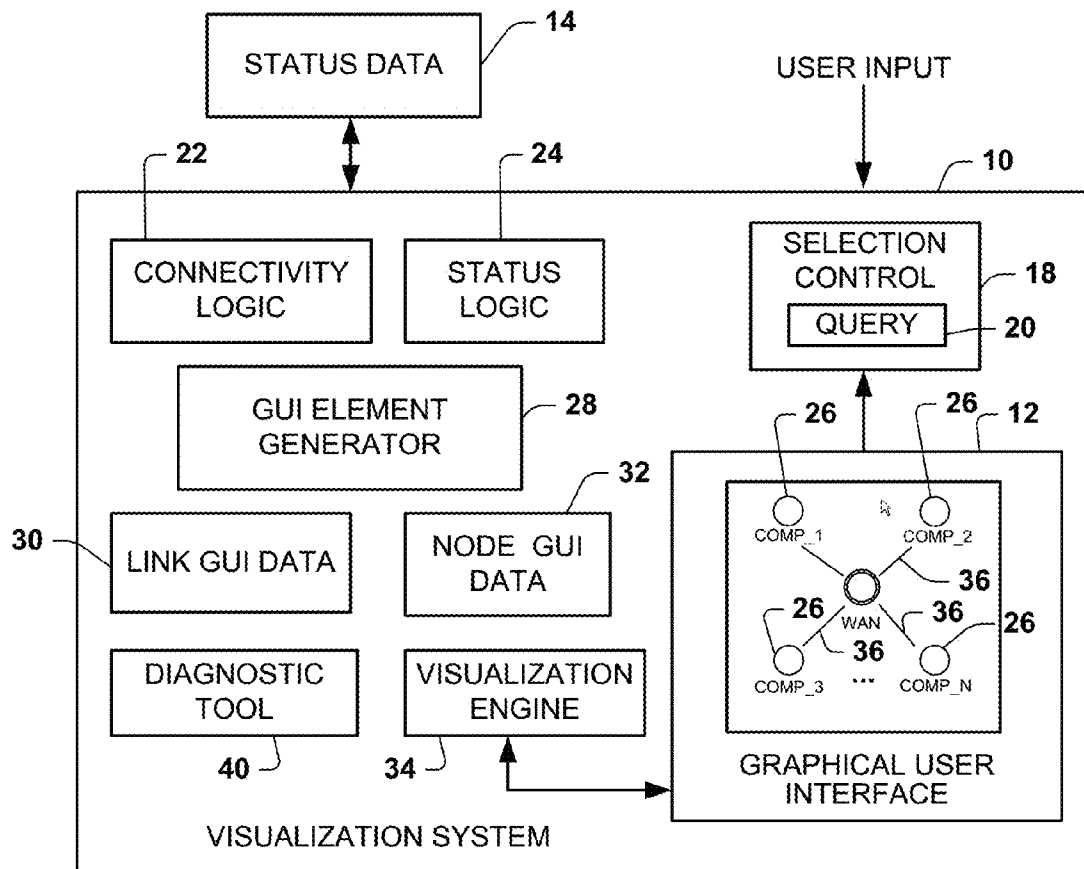 14
STATUS DATA
USER INPUT
22
24
10
CONNECTIVITY
LOGIC
STATUS
LOGIC
SELECTION
CONTROL
18
QUERY
20
GUI ELEMENT
GENERATOR
28
26
26
12
COMP_1
COMP_2
32
30
LINK GUI DATA
NODE GUI
DATA
36
26
WAN
36
26
36
COMP_3
...
COMP_N
DIAGNOSTIC
TOOL
VISUALIZATION
ENGINE
40
34
GRAPHICAL USER
INTERFACE
VISUALIZATION SYSTEM